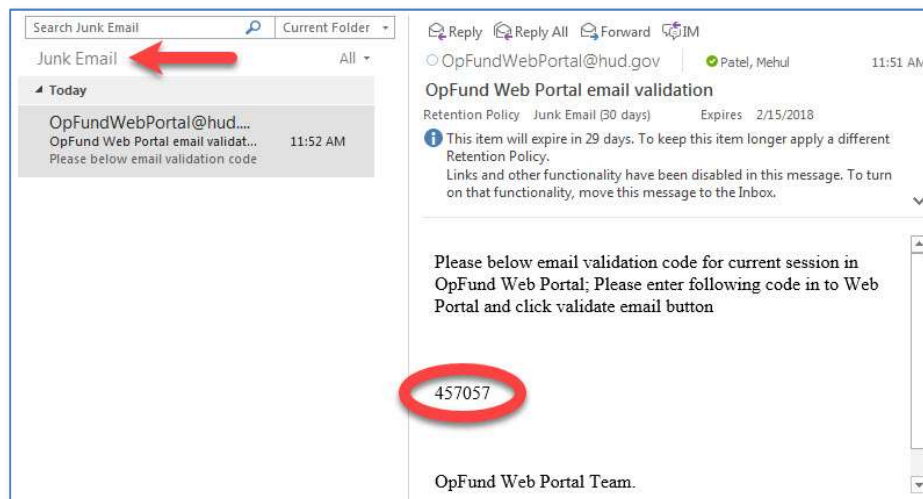 Search Junk Email
Current Folder
Junk Email
All
Today
OpFundWebPortal@hud....
OpFund Web Portal email validat... 11:52 AM
Please below email validation code
Reply Reply All Forward IM
OpFundWebPortal@hud.gov Patel, Mehul 11:51 AM
OpFund Web Portal email validation
Retention Policy Junk Email (30 days) Expires 2/15/2018
This item will expire in 29 days. To keep this item longer apply a different
Retention Policy.
Links and other functionality have been disabled in this message. To turn
on that functionality, move this message to the Inbox.
Please below email validation code for current session in
OpFund Web Portal; Please enter following code in to Web
Portal and click validate email button
457057
OpFund Web Portal Team.